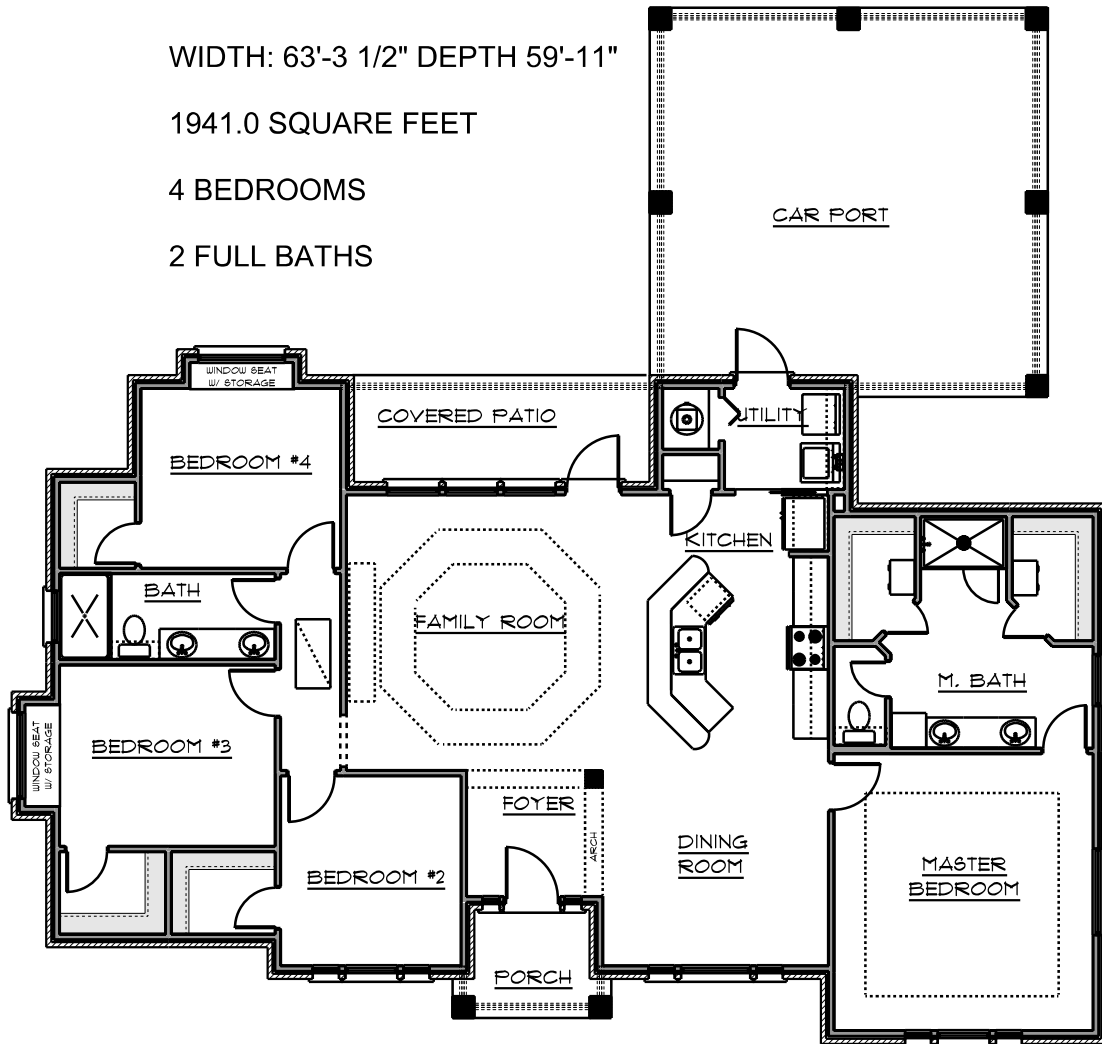 WIDTH: 63'-3 1/2" DEPTH 59'-11"
1941.0 SQUARE FEET
4 BEDROOMS
2 FULL BATHS
CAR PORT
WINDOW SEAT
W/ STORAGE
COVERED PATIO
UTILITY
BEDROOM #4
KITCHEN
BATH
FAMILY ROOM
M. BATH
WINDOW SEAT
W/ STORAGE
BEDROOM #3
FOYER
ARCH
DINING
ROOM
MASTER
BEDROOM
BEDROOM #2
PORCH